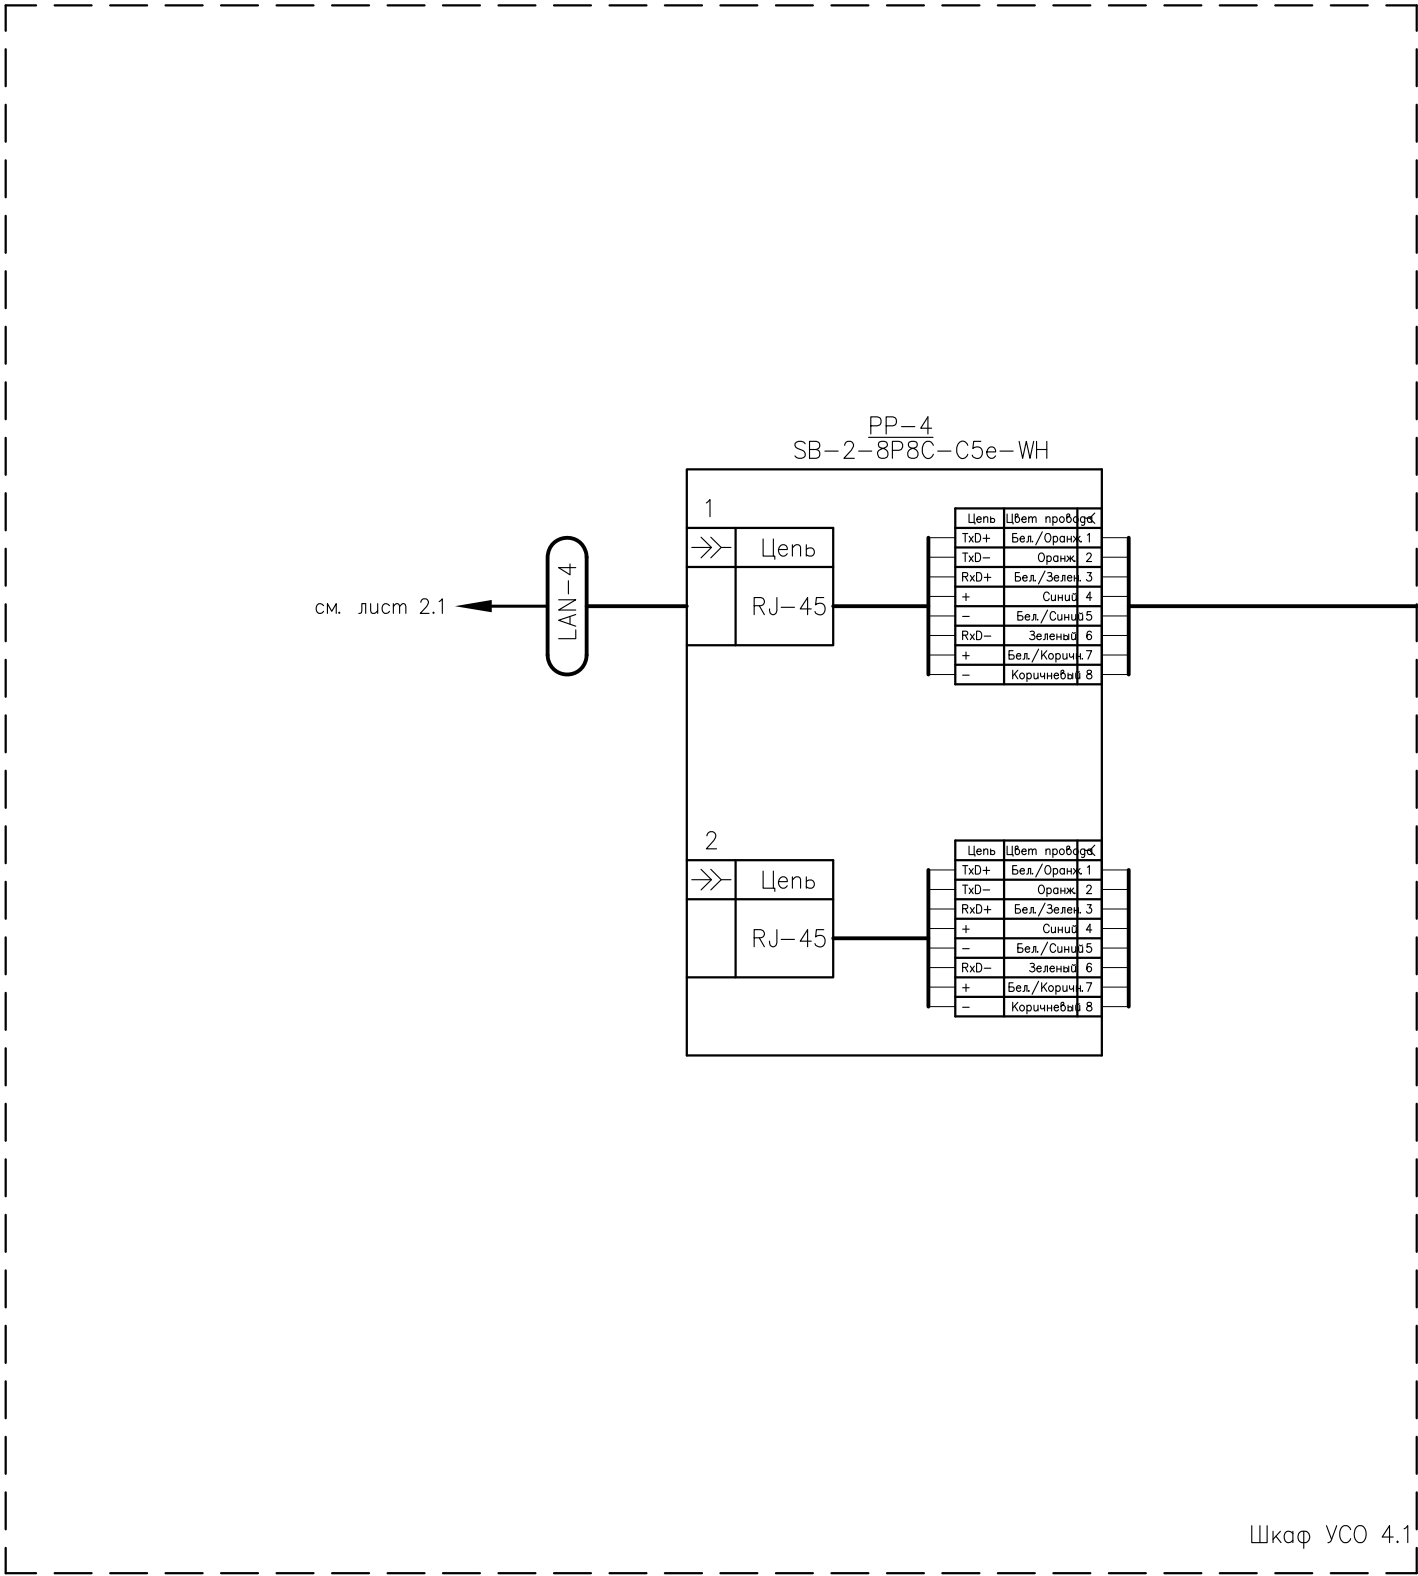 PP-4
SB-2-8P8C-C5e-WH
1
Цепь
RJ-45
Цепь Цвет провода
TxD+ Бел./Оранж. 1
TxD- Оранж. 2
RxD+ Бел./Зелен. 3
+ Синий 4
- Бел./Синий 5
RxD- Зеленый 6
+ Бел./Коричн. 7
- Коричневый 8
LAN-4
см. лист 2.1
2
Цепь
RJ-45
Цепь Цвет провода
TxD+ Бел./Оранж. 1
TxD- Оранж. 2
RxD+ Бел./Зелен. 3
+ Синий 4
- Бел./Синий 5
RxD- Зеленый 6
+ Бел./Коричн. 7
- Коричневый 8
Шкаф УСО 4.1